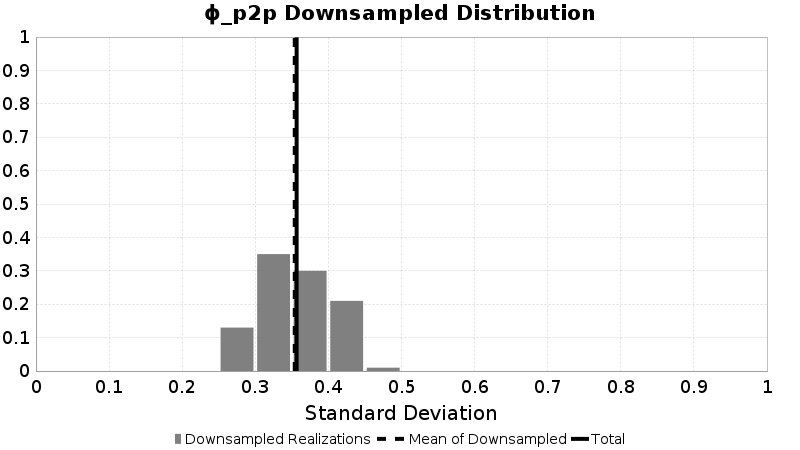 ϕ_p2p Downsampled Distribution
1
0.9
0.8
0.7
0.6
0.5
0.4
0.3
0.2
0.1
0
0 0.1 0.2 0.3 0.4 0.5 0.6 0.7 0.8 0.9 1
Standard Deviation
Downsampled Realizations Mean of Downsampled Total